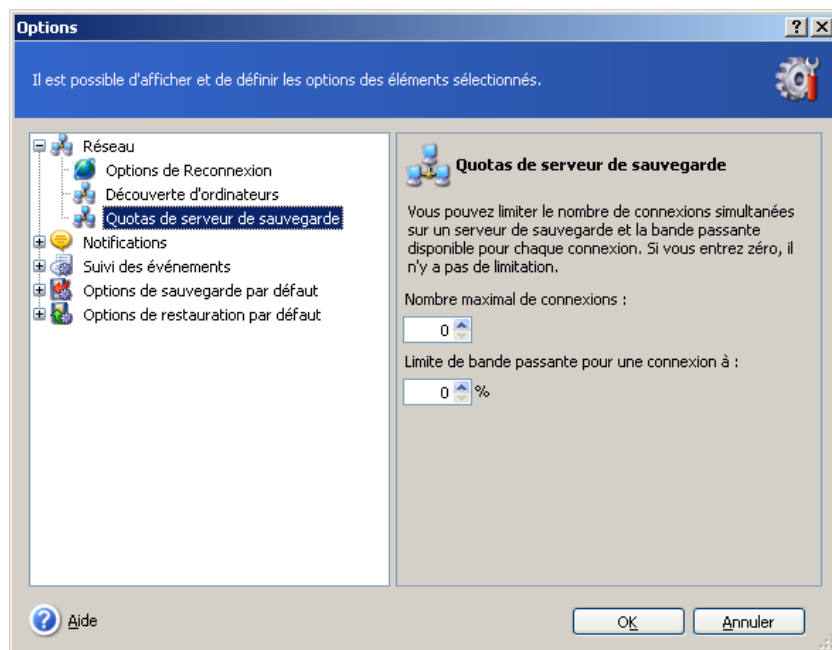 Options
Il est possible d'afficher et de définir les options des éléments sélectionnés.
Réseau
Options de Reconnexion
Découverte d'ordinateurs
Quotas de serveur de sauvegarde
Notifications
Suivi des événements
Options de sauvegarde par défaut
Options de restauration par défaut
Quotas de serveur de sauvegarde
Vous pouvez limiter le nombre de connexions simultanées
sur un serveur de sauvegarde et la bande passante
disponible pour chaque connexion. Si vous entrez zéro, il
n'y a pas de limitation.
Nombre maximal de connexions :
0
Limite de bande passante pour une connexion à :
0 %
Aide
OK
Annuler